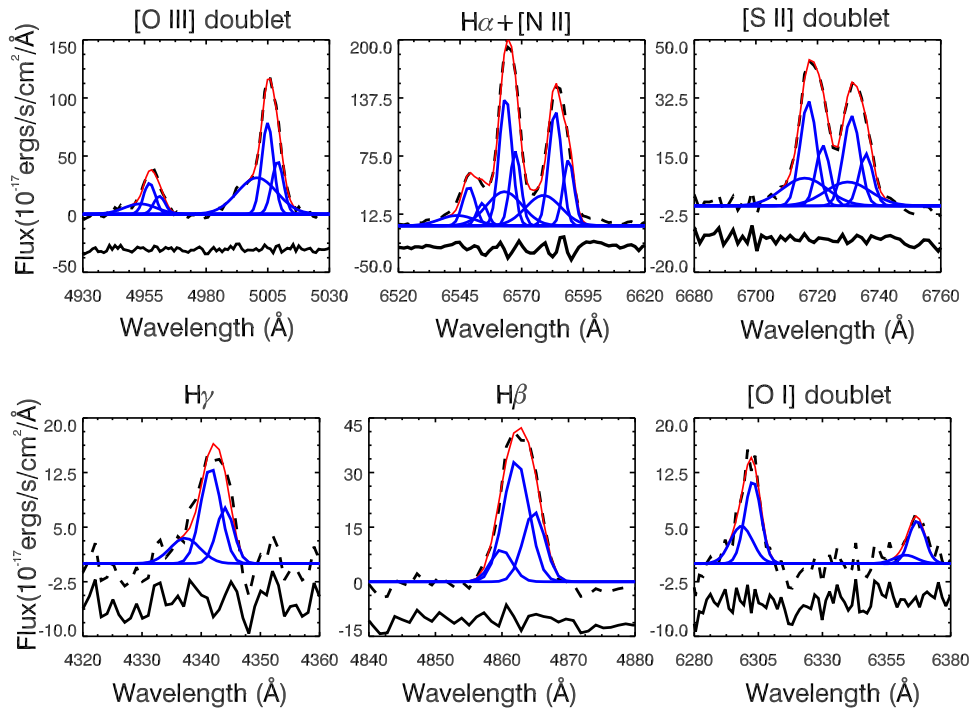 [O III] doublet
Hα+[N II]
[S II] doublet
Flux(10⁻¹⁷ergs/s/cm²/Å)
150
100
50
0
-50
4930 4955 4980 5005 5030
Wavelength (Å)
200.0
137.5
75.0
12.5
-50.0
6520 6545 6570 6595 6620
Wavelength (Å)
50.0
32.5
15.0
-2.5
-20.0
6680 6700 6720 6740 6760
Wavelength (Å)
Hγ
Hβ
[O I] doublet
Flux(10⁻¹⁷ergs/s/cm²/Å)
20.0
12.5
5.0
-2.5
-10.0
4320 4330 4340 4350 4360
Wavelength (Å)
45
30
15
0
-15
4840 4850 4860 4870 4880
Wavelength (Å)
20.0
12.5
5.0
-2.5
-10.0
6280 6305 6330 6355 6380
Wavelength (Å)